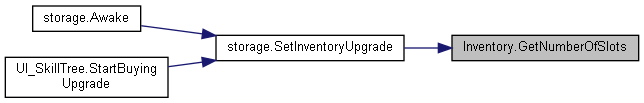 storage.Awake
UI_SkillTree.StartBuying
Upgrade
storage.SetInventoryUpgrade
Inventory.GetNumberOfSlots